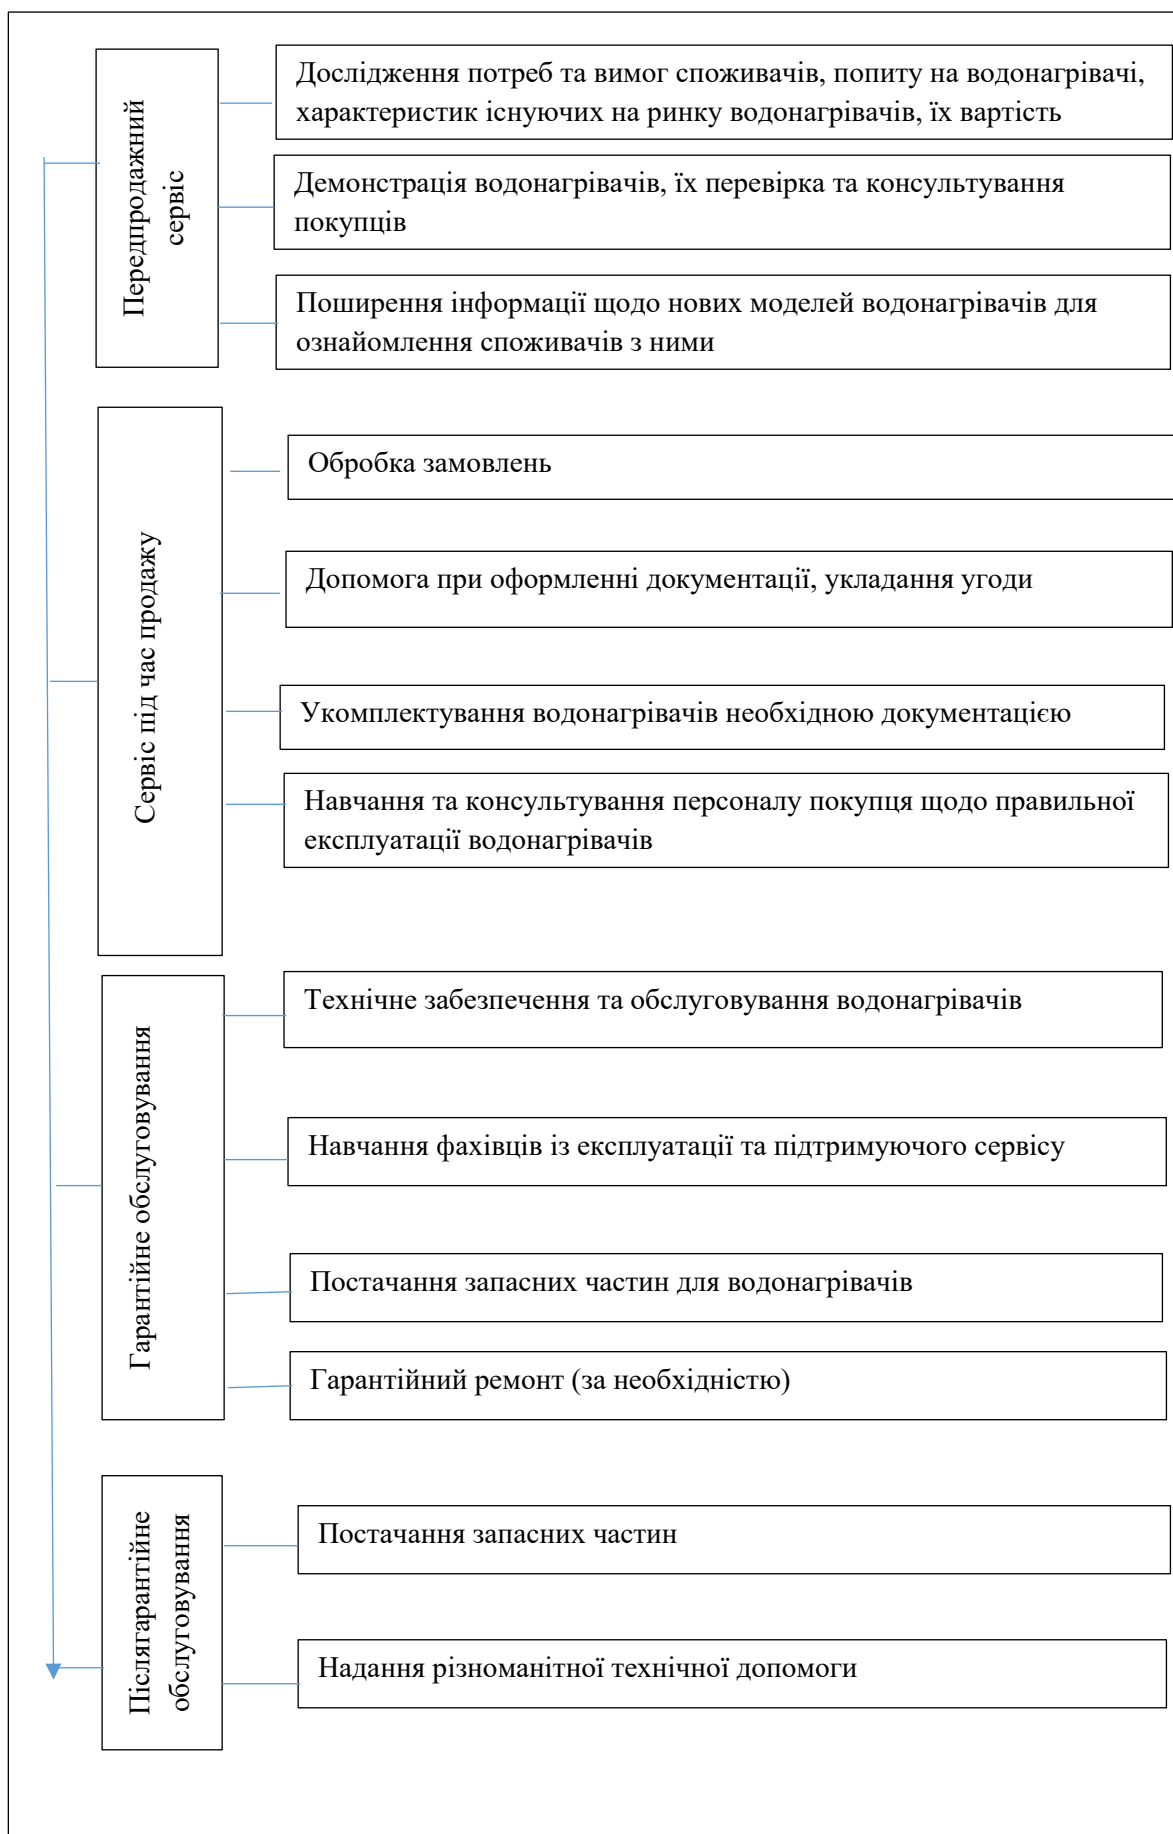 Передпродажний
сервіс
Дослідження потреб та вимог споживачів, попиту на водонагрівачі,
характеристик існуючих на ринку водонагрівачів, їх вартість
Демонстрація водонагрівачів, їх перевірка та консультування
покупців
Поширення інформації щодо нових моделей водонагрівачів для
ознайомлення споживачів з ними
Сервіс під час продажу
Обробка замовлень
Допомога при оформленні документації, укладання угоди
Укомплектування водонагрівачів необхідною документацією
Навчання та консультування персоналу покупця щодо правильної
експлуатації водонагрівачів
Гарантійне обслуговування
Технічне забезпечення та обслуговування водонагрівачів
Навчання фахівців із експлуатації та підтримуючого сервісу
Постачання запасних частин для водонагрівачів
Гарантійний ремонт (за необхідністю)
Післягарантійне
обслуговування
Постачання запасних частин
Надання різноманітної технічної допомоги